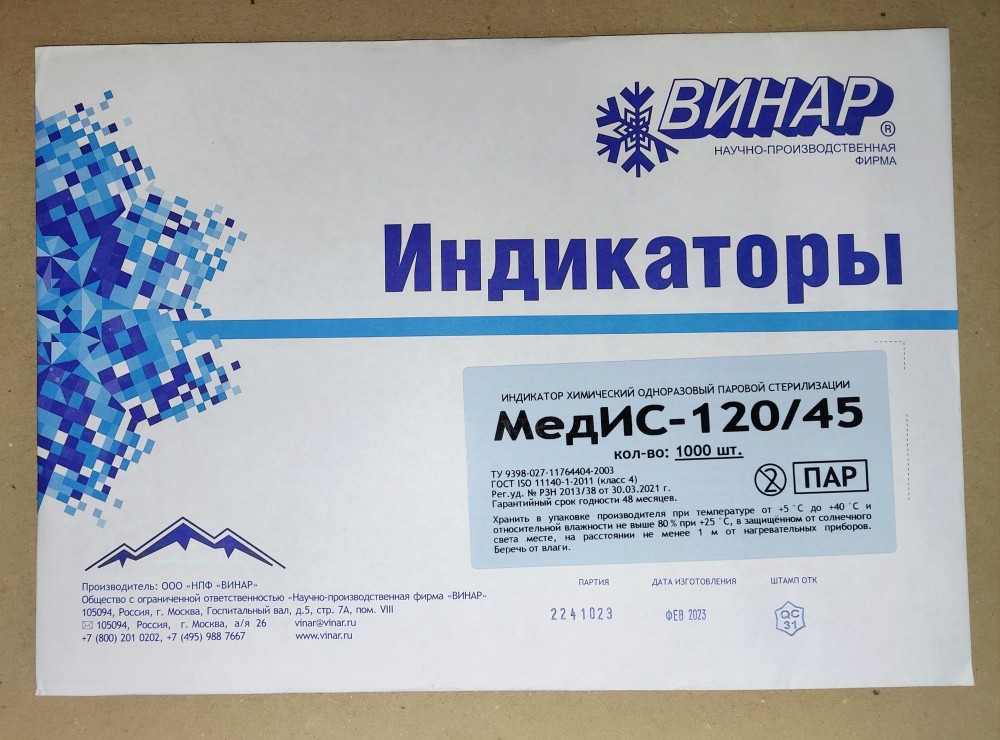 ВИНАР®
НАУЧНО-ПРОИЗВОДСТВЕННАЯ
ФИРМА
Индикаторы
ИНДИКАТОР ХИМИЧЕСКИЙ ОДНОРАЗОВЫЙ ПАРОВОЙ СТЕРИЛИЗАЦИИ
МедИС-120/45
кол-во: 1000 шт.
ТУ 9398-027-11764404-2003
ГОСТ ISO 11140-1-2011 (класс 4)
Рег.уд. № РЗН 2013/38 от 30.03.2021 г.
Гарантийный срок годности 48 месяцев.
2 ПАР
Хранить в упаковке производителя при температуре от +5 °С до +40 °С и
относительной влажности не выше 80 % при +25 °С, в защищённом от солнечного
света месте, на расстоянии не менее 1 м от нагревательных приборов.
Беречь от влаги.
Производитель: ООО «НПФ «ВИНАР»
Общество с ограниченной ответственностью «Научно-производственная фирма «ВИНАР»
105094, Россия, г. Москва, Госпитальный вал, д.5, стр. 7А, пом. VIII
105094, Россия, г. Москва, а/я 26 vinar@vinar.ru
+7 (800) 201 0202, +7 (495) 988 7667 www.vinar.ru
ПАРТИЯ ДАТА ИЗГОТОВЛЕНИЯ ШТАМП ОТК
2241023 ФЕВ 2023 QC
31